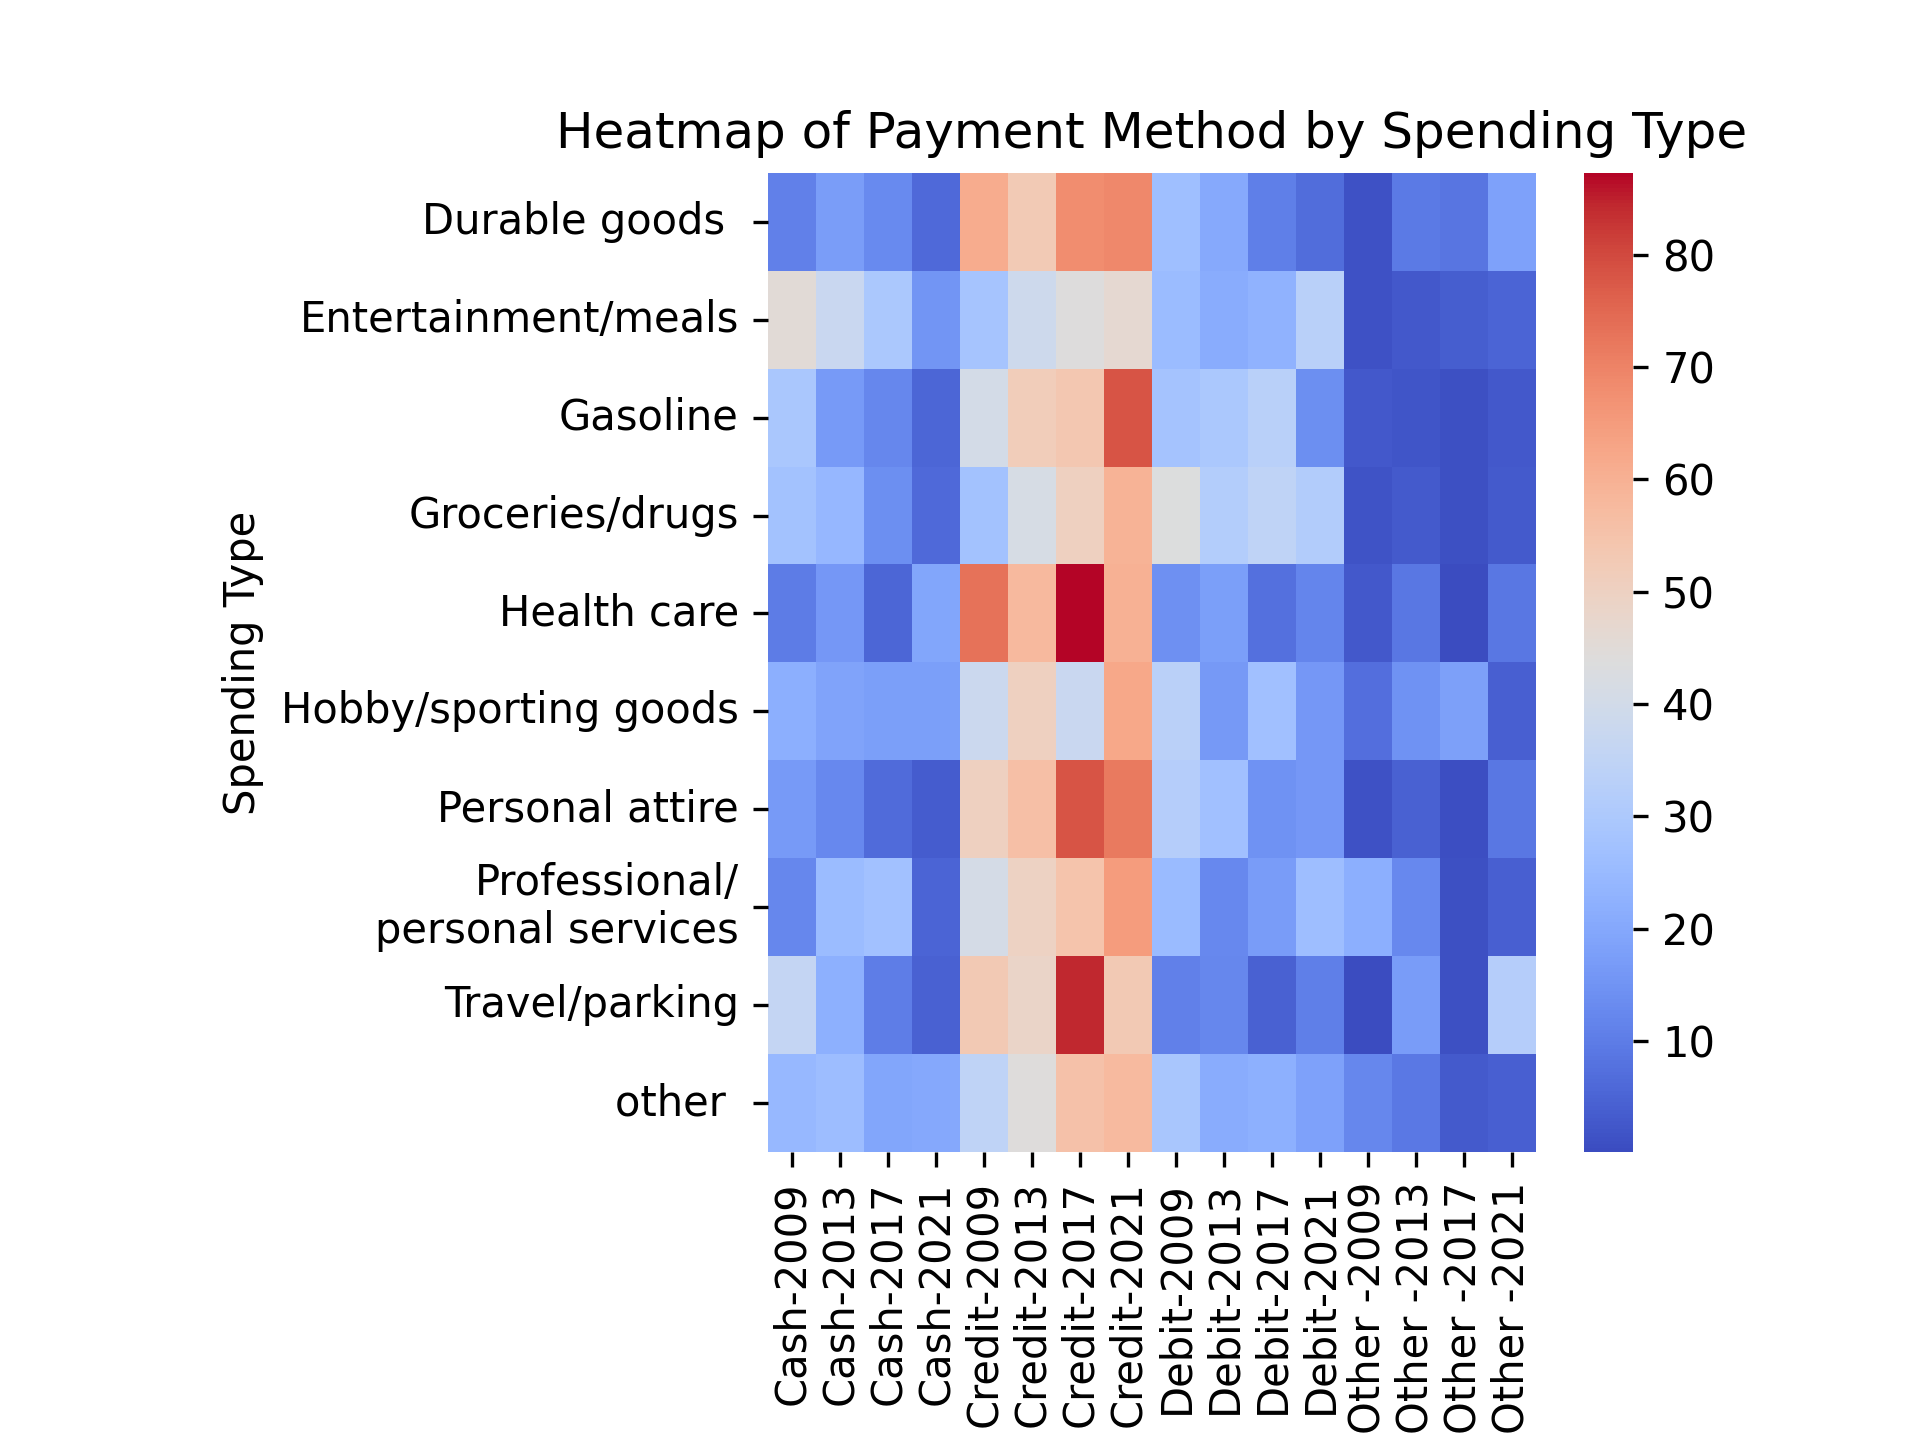 Heatmap of Payment Method by Spending Type
Spending Type
Durable goods
Entertainment/meals
Gasoline
Groceries/drugs
Health care
Hobby/sporting goods
Personal attire
Professional/
personal services
Travel/parking
other
Cash-2009
Cash-2013
Cash-2017
Cash-2021
Credit-2009
Credit-2013
Credit-2017
Credit-2021
Debit-2009
Debit-2013
Debit-2017
Debit-2021
Other -2009
Other -2013
Other -2017
Other -2021
80
70
60
50
40
30
20
10